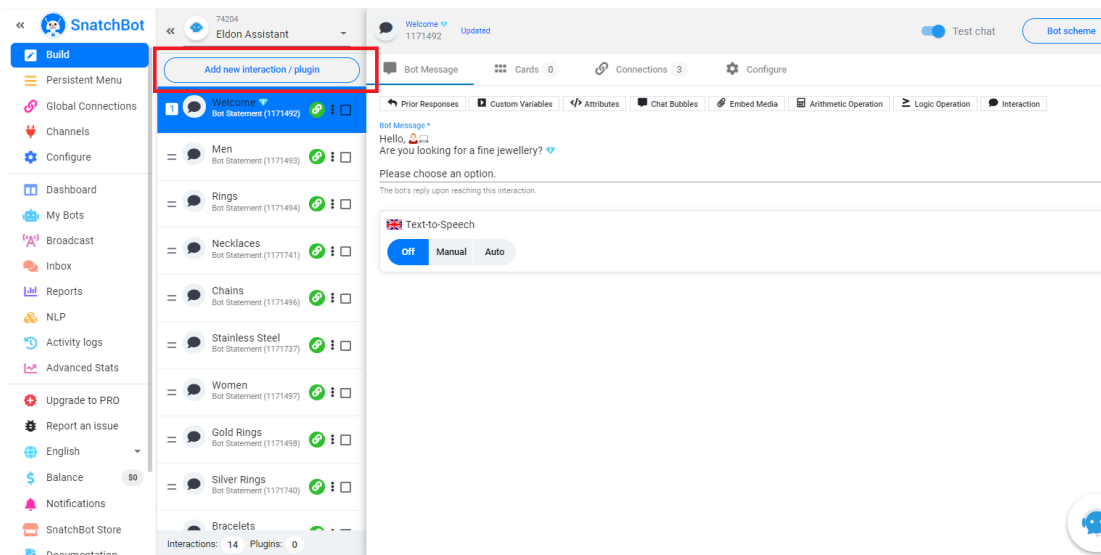 SnatchBot
Build
Persistent Menu
Global Connections
Channels
Configure
Dashboard
My Bots
Broadcast
Inbox
Reports
NLP
Activity logs
Advanced Stats
Upgrade to PRO
Report an issue
English
Balance $0
Notifications
SnatchBot Store
Documentation
74204
Eldon Assistant
Add new interaction / plugin
1 Welcome
Bot Statement (1171492)
Men
Bot Statement (1171493)
Rings
Bot Statement (1171494)
Necklaces
Bot Statement (1171741)
Chains
Bot Statement (1171496)
Stainless Steel
Bot Statement (1171737)
Women
Bot Statement (1171497)
Gold Rings
Bot Statement (1171498)
Silver Rings
Bot Statement (1171740)
Bracelets
Interactions: 14 Plugins: 0
Welcome
1171492
Updated
Test chat
Bot scheme
Bot Message
Cards 0
Connections 3
Configure
Prior Responses
Custom Variables
Attributes
Chat Bubbles
Embed Media
Arithmetic Operation
Logic Operation
Interaction
Bot Message *
Hello,
Are you looking for a fine jewellery?
Please choose an option.
The bot's reply upon reaching this interaction.
Text-to-Speech
Off Manual Auto